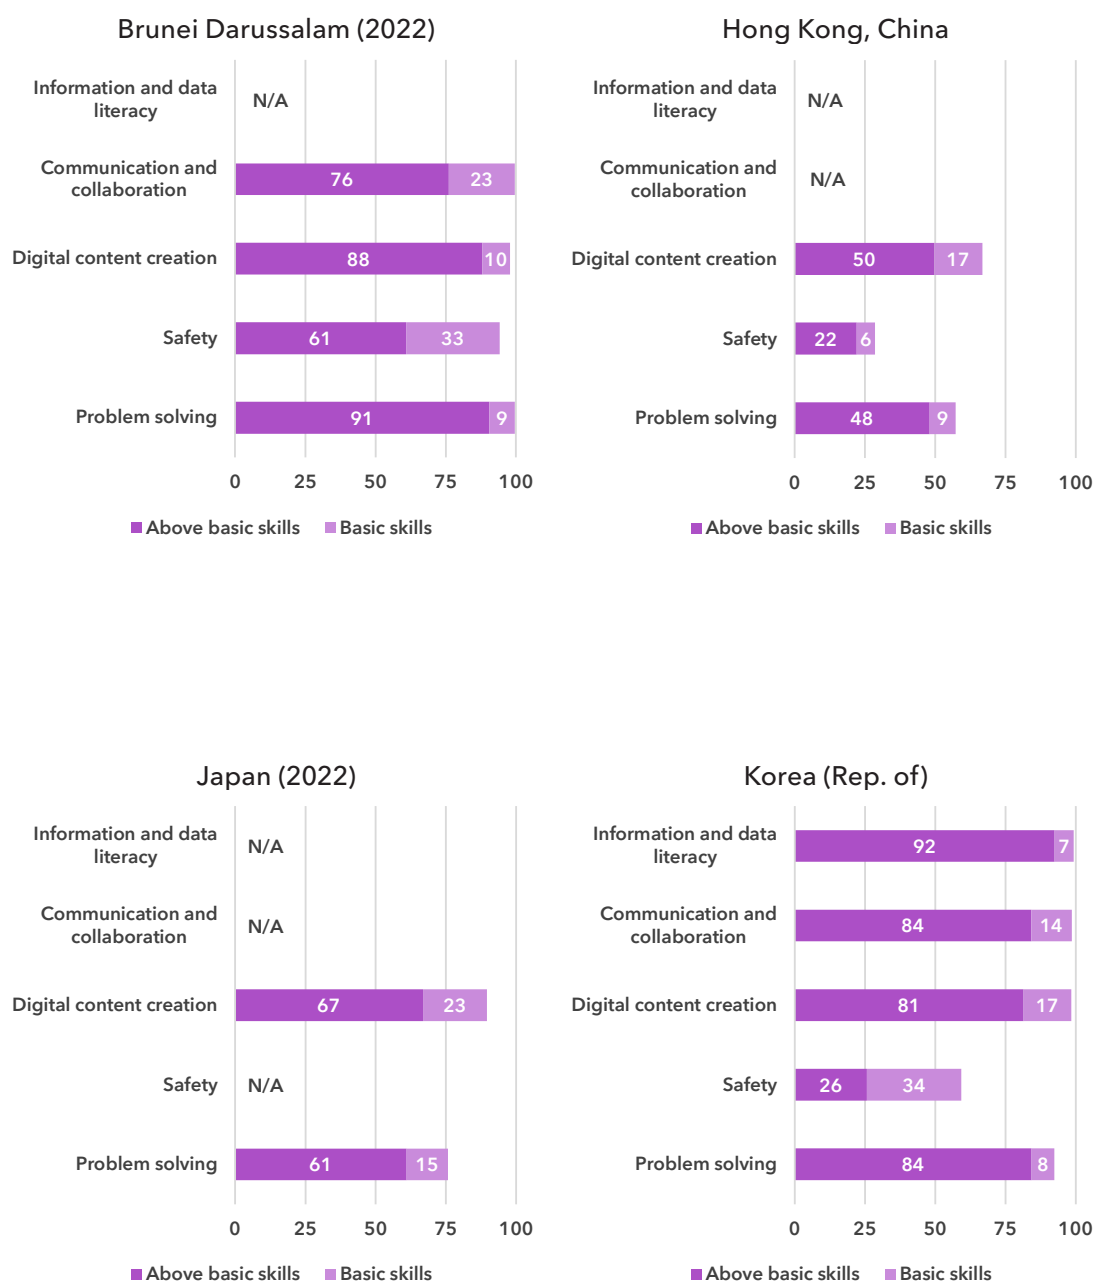 Brunei Darussalam (2022)
Information and data
literacy
N/A
Communication and
collaboration
76 23
Digital content creation
88 10
Safety
61 33
Problem solving
91 9
0 25 50 75 100
Above basic skills Basic skills
Hong Kong, China
Information and data
literacy
N/A
Communication and
collaboration
N/A
Digital content creation
50 17
Safety
22 6
Problem solving
48 9
0 25 50 75 100
Above basic skills Basic skills
Japan (2022)
Information and data
literacy
N/A
Communication and
collaboration
N/A
Digital content creation
67 23
Safety
N/A
Problem solving
61 15
0 25 50 75 100
Above basic skills Basic skills
Korea (Rep. of)
Information and data
literacy
92 7
Communication and
collaboration
84 14
Digital content creation
81 17
Safety
26 34
Problem solving
84 8
0 25 50 75 100
Above basic skills Basic skills